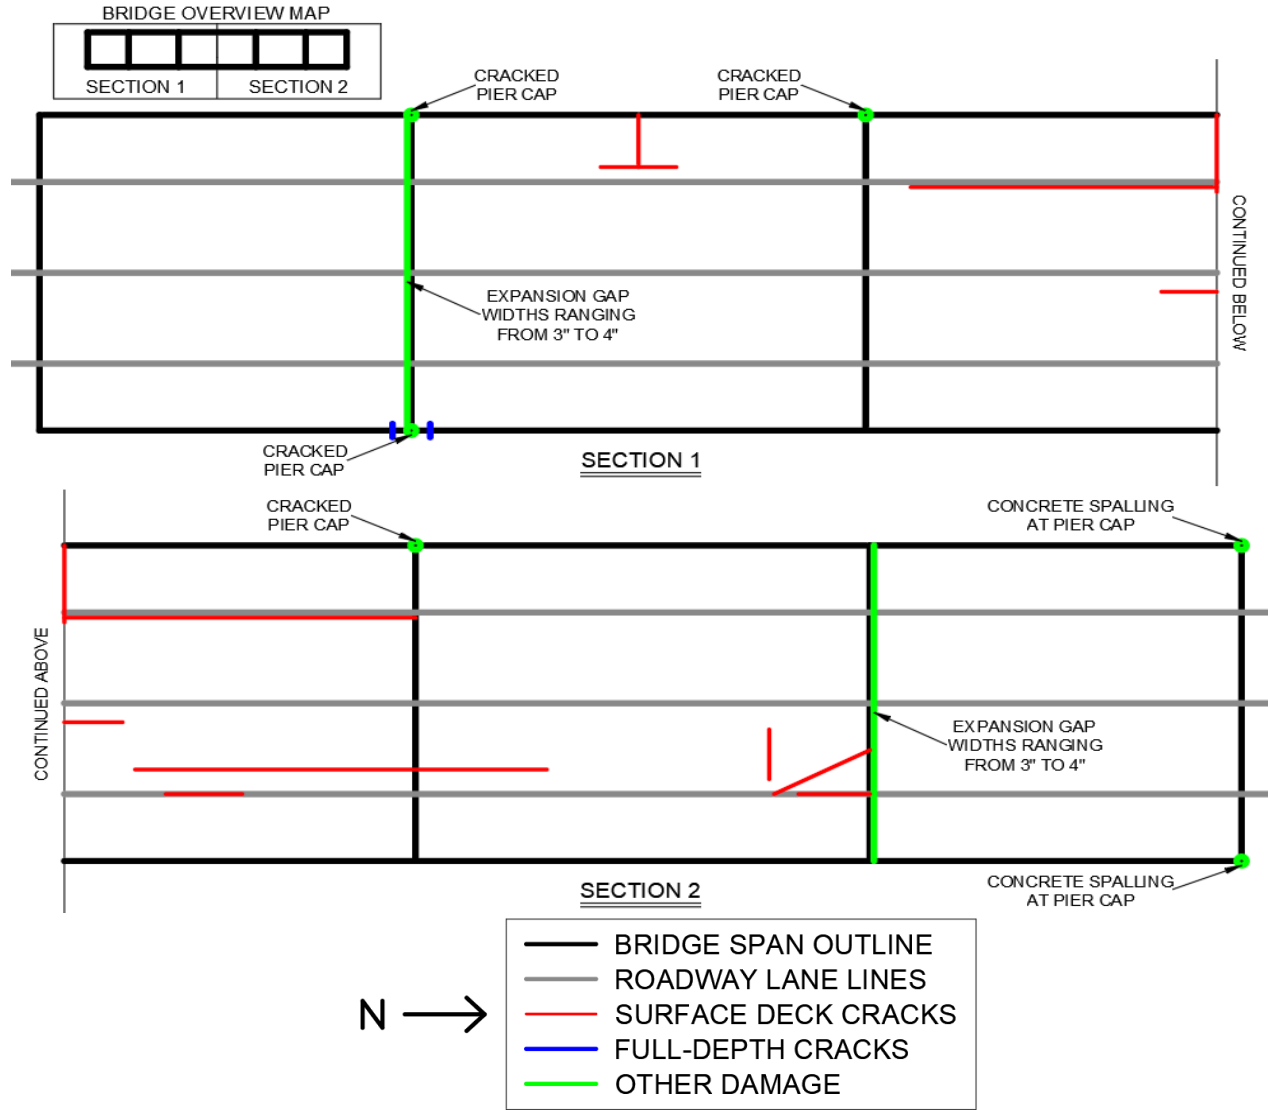 BRIDGE OVERVIEW MAP
SECTION 1
SECTION 2
CRACKED
PIER CAP
CRACKED
PIER CAP
EXPANSION GAP
WIDTHS RANGING
FROM 3" TO 4"
CONTINUED BELOW
CRACKED
PIER CAP
SECTION 1
CRACKED
PIER CAP
CONCRETE SPALLING
AT PIER CAP
CONTINUED ABOVE
EXPANSION GAP
WIDTHS RANGING
FROM 3" TO 4"
CONCRETE SPALLING
AT PIER CAP
SECTION 2
N
BRIDGE SPAN OUTLINE
ROADWAY LANE LINES
SURFACE DECK CRACKS
FULL-DEPTH CRACKS
OTHER DAMAGE